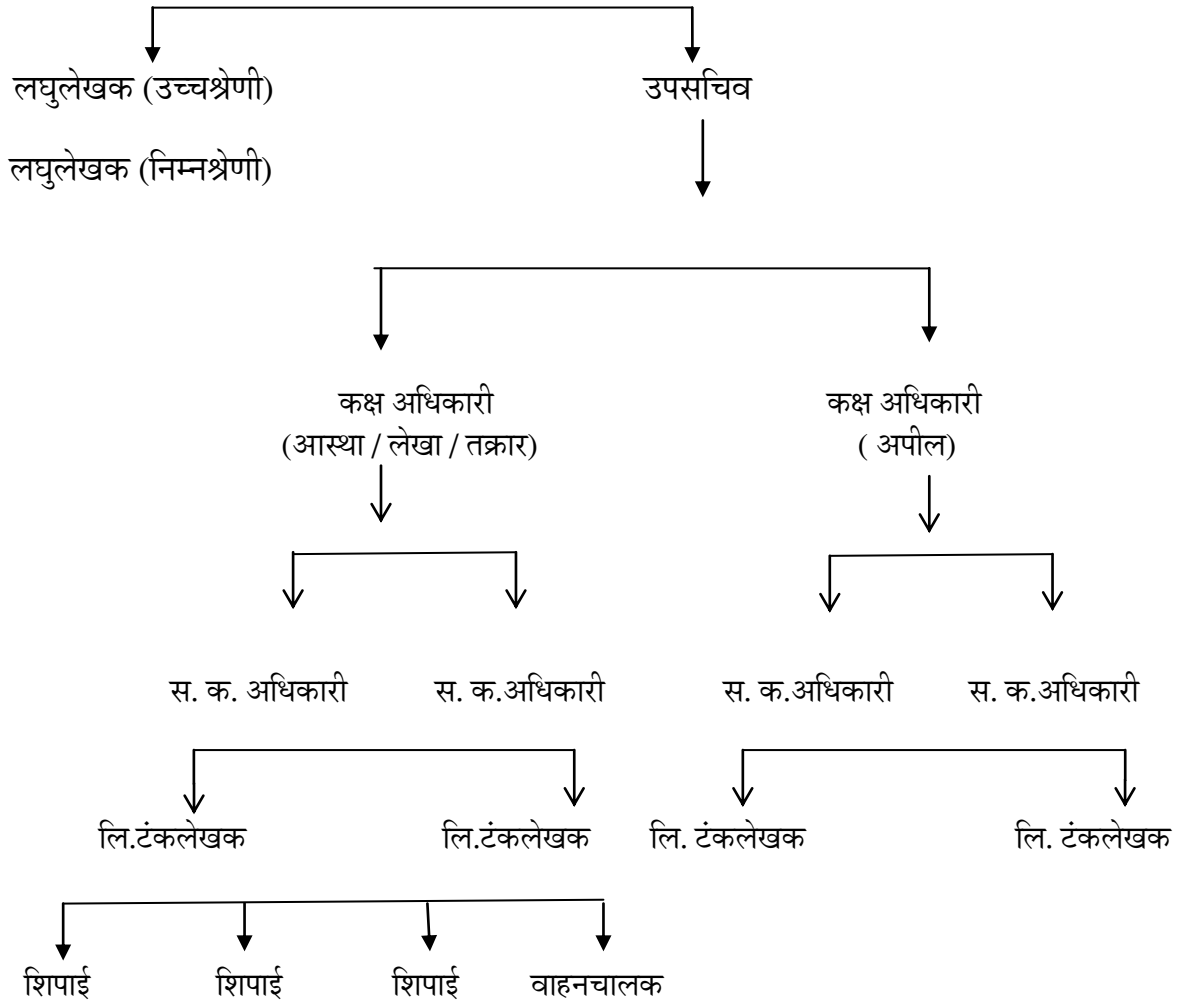 लघुलेखक (उच्चश्रेणी) उपसचिव
लघुलेखक (निम्नश्रेणी)
कक्ष अधिकारी कक्ष अधिकारी
(आस्था / लेखा / तक्रार) ( अपील)
स. क. अधिकारी स. क.अधिकारी स. क.अधिकारी स. क.अधिकारी
लि.टंकलेखक लि.टंकलेखक लि. टंकलेखक लि. टंकलेखक
शिपाई शिपाई शिपाई वाहनचालक